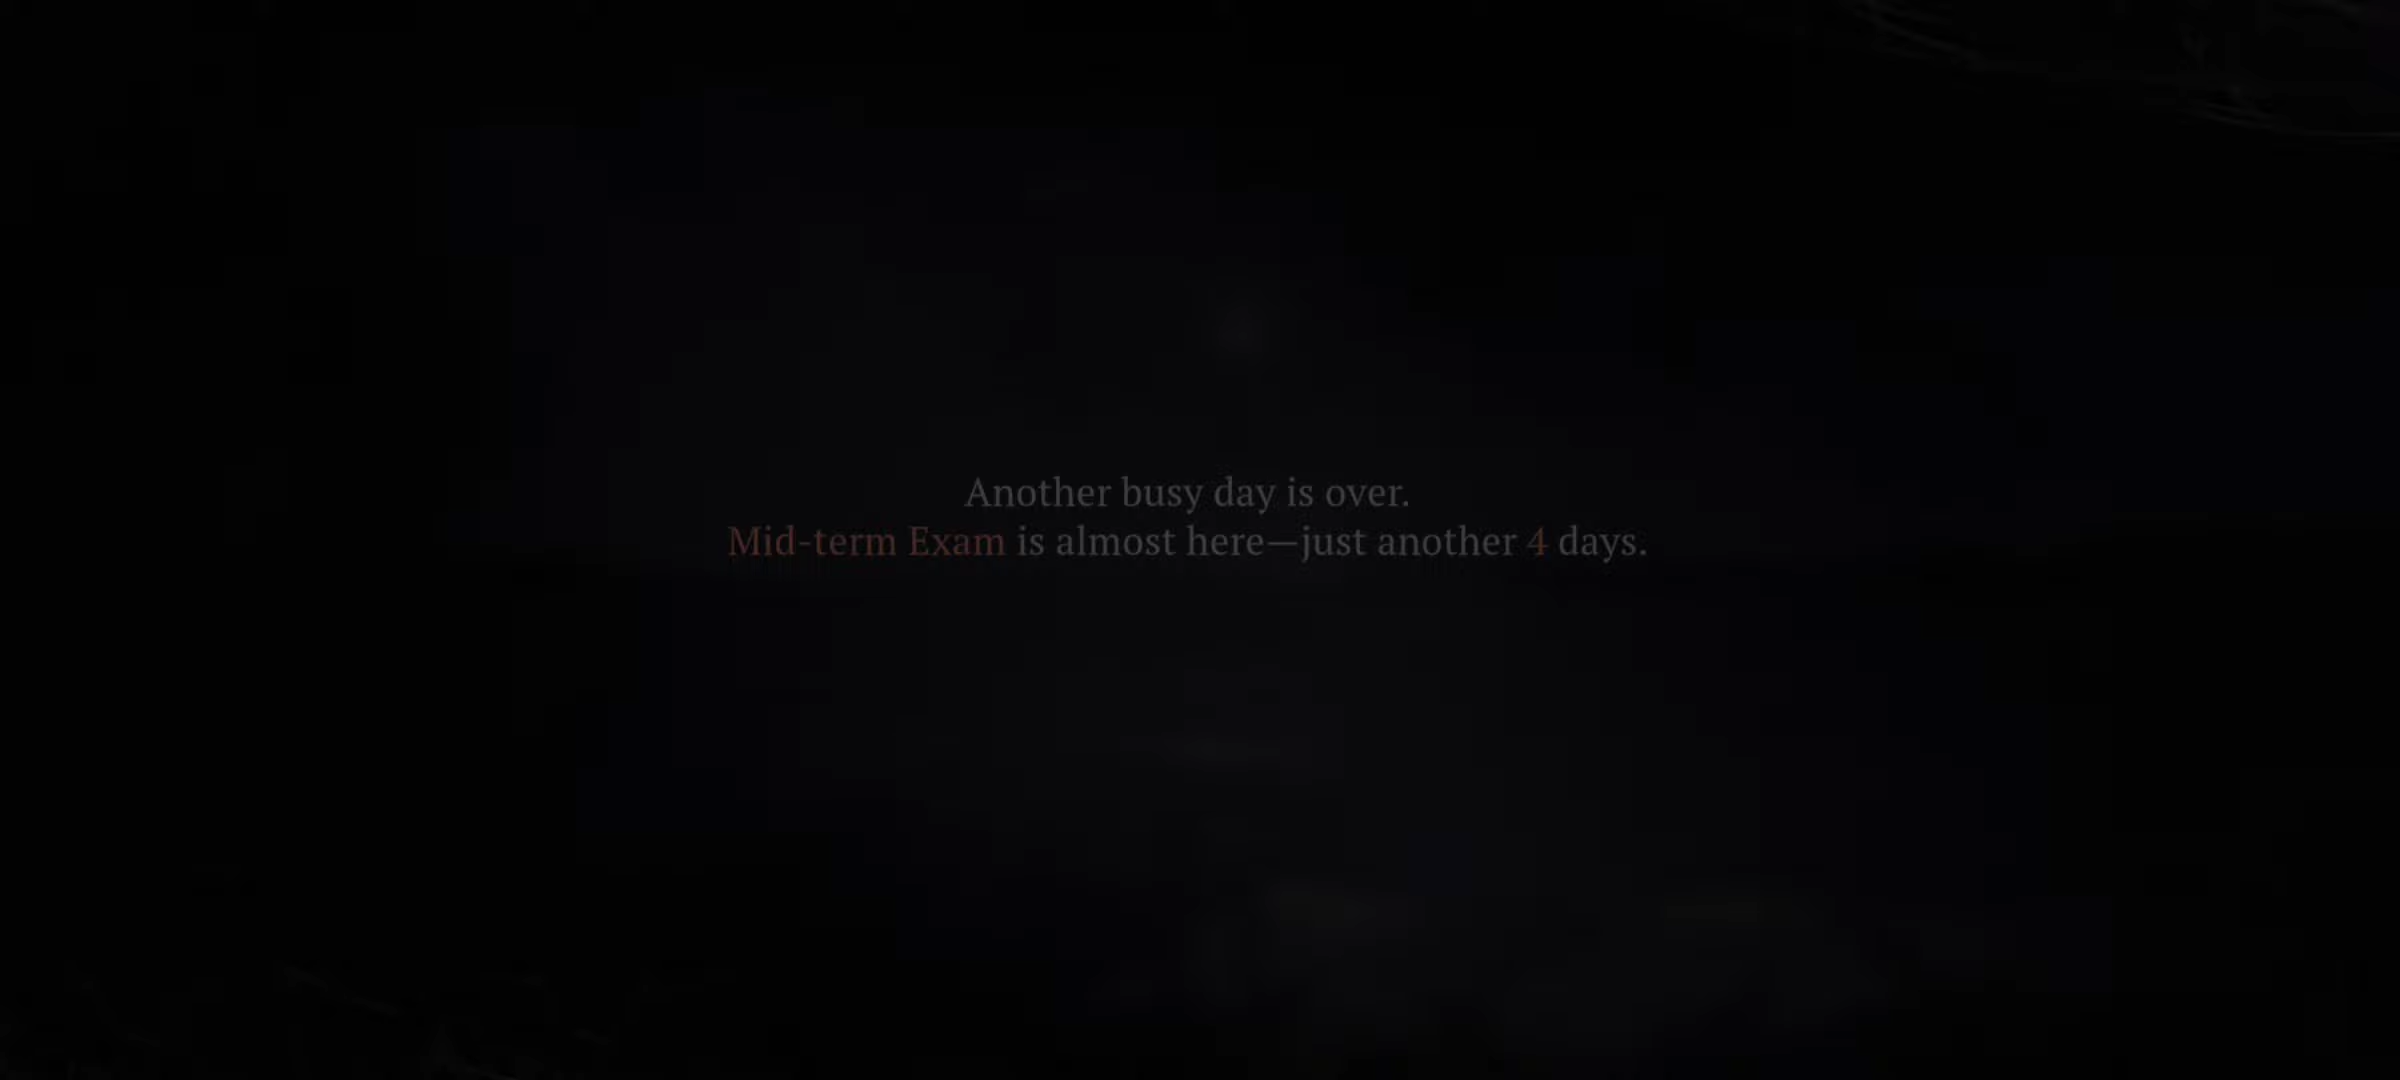 Another busy day is over.
Mid-term Exam is almost here—just another 4 days.